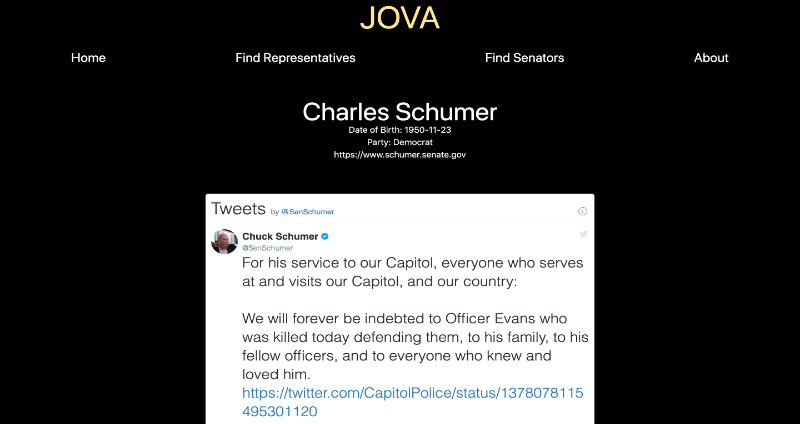 JOVA
Home Find Representatives Find Senators About
Charles Schumer
Date of Birth: 1950-11-23
Party: Democrat
https://www.schumer.senate.gov
Tweets by @SenSchumer
Chuck Schumer
@SenSchumer
For his service to our Capitol, everyone who serves
at and visits our Capitol, and our country:
We will forever be indebted to Officer Evans who
was killed today defending them, to his family, to his
fellow officers, and to everyone who knew and
loved him.
https://twitter.com/CapitolPolice/status/1378078115
495301120